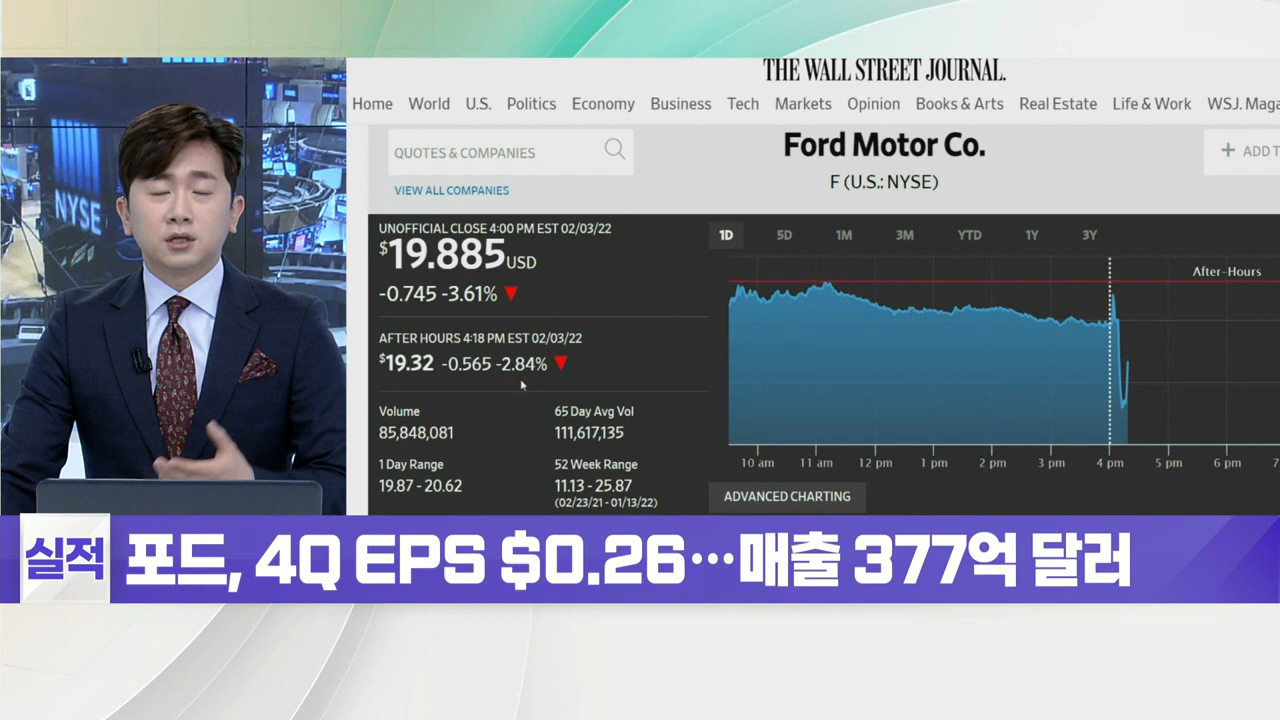 THE WALL STREET JOURNAL.
Home World U.S. Politics Economy Business Tech Markets Opinion Books & Arts Real Estate Life & Work WSJ. Maga
QUOTES & COMPANIES
VIEW ALL COMPANIES
Ford Motor Co.
F (U.S.: NYSE)
+ ADD T
NYSE
UNOFFICIAL CLOSE 4:00 PM EST 02/03/22
$19.885 USD
-0.745 -3.61% ▼
AFTER HOURS 4:18 PM EST 02/03/22
$19.32 -0.565 -2.84% ▼
Volume 65 Day Avg Vol
85,848,081 111,617,135
1 Day Range 52 Week Range
19.87 - 20.62 11.13 - 25.87
(02/23/21 - 01/13/22)
1D 5D 1M 3M YTD 1Y 3Y
After-Hours
10 am 11 am 12 pm 1 pm 2 pm 3 pm 4 pm 5 pm 6 pm 7
ADVANCED CHARTING
실적 포드, 4Q EPS $0.26…매출 377억 달러